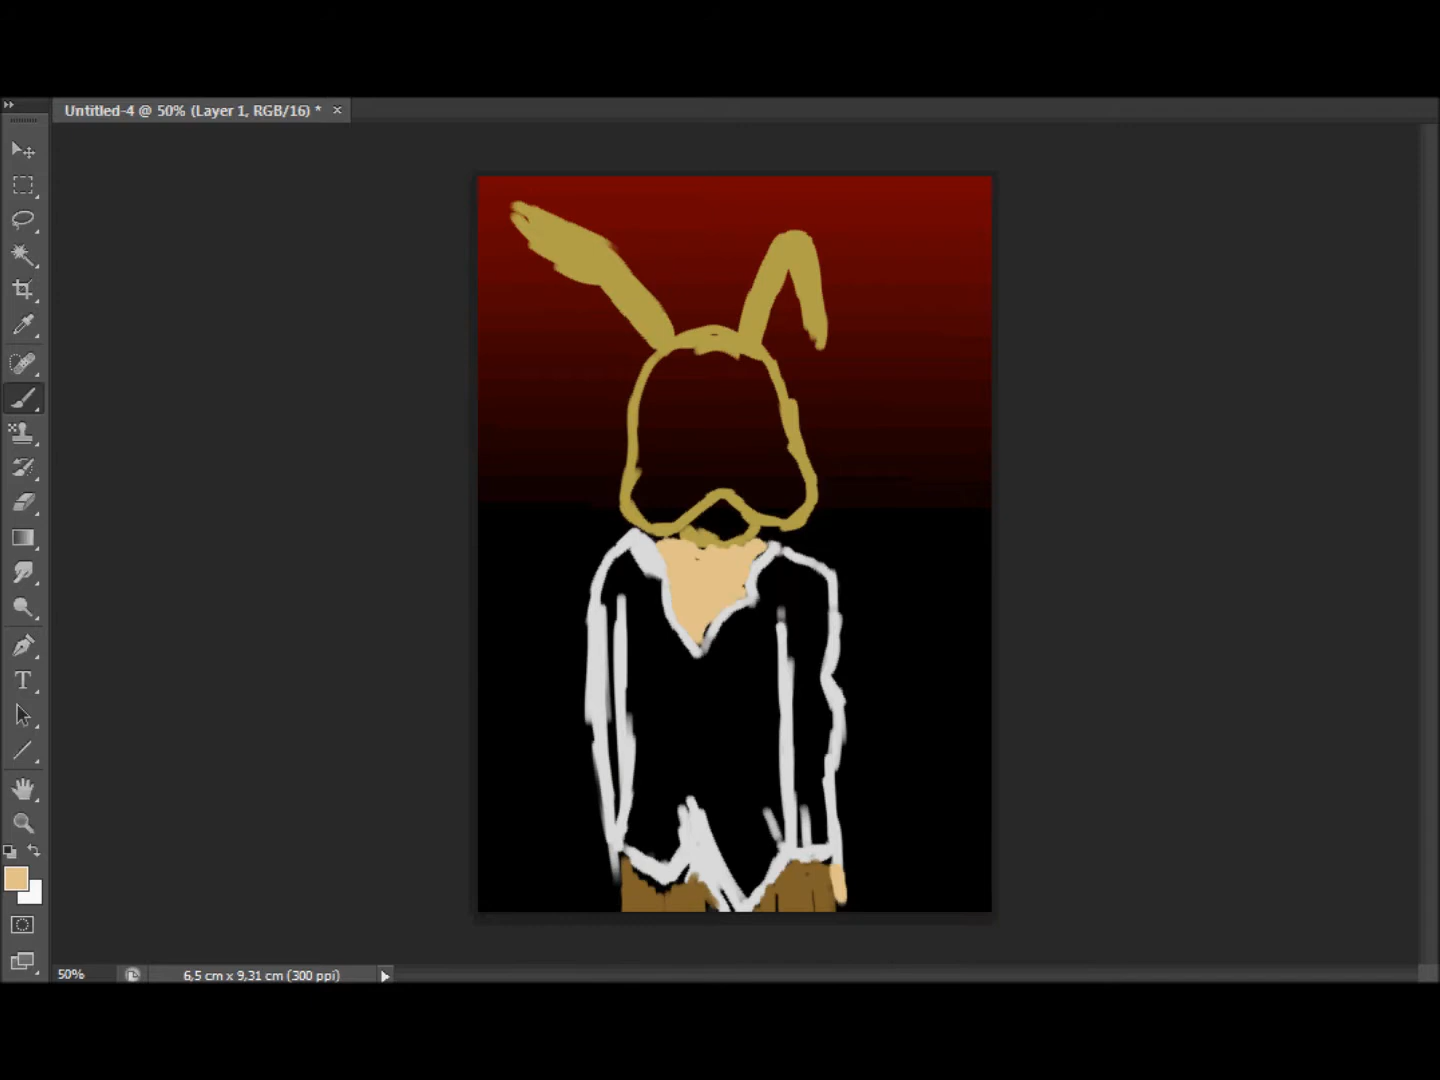 Untitled-4 @ 50% (Layer 1, RGB/16) *
T
50%
6,5 cm x 9,31 cm (300 ppi)